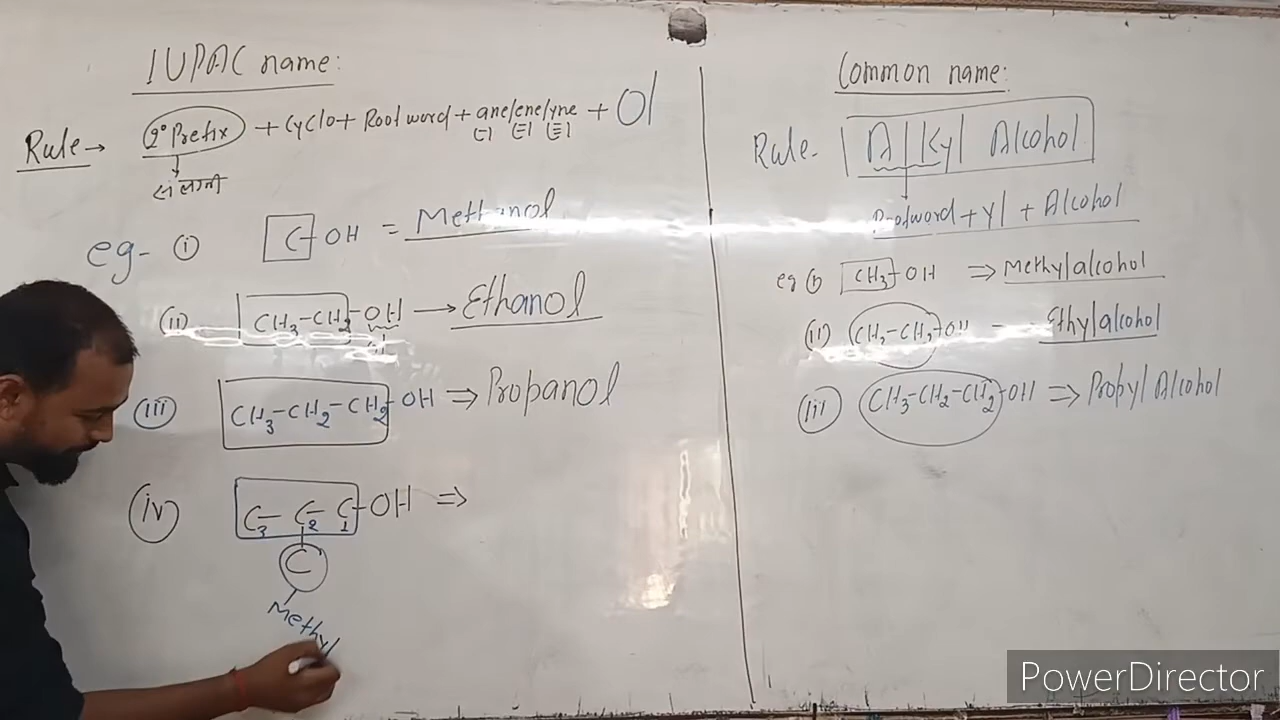 IUPAC name:
Rule→ 2° Prefix + Cyclo + Rootword + ane/ene/yne + Ol
(-) (=) (≡)
संलग्नी
eg- (i) C-OH = Methanol
(ii) CH3-CH2-OH → Ethanol
ol
(iii) CH3-CH2-CH2-OH ⇒ Propanol
(iv) C3-C2-C1-OH ⇒
C
Methyl
Common name:
Rule- Alkyl Alcohol
Rootword + yl + Alcohol
eg (i) CH3-OH ⇒ Methylalcohol
(ii) CH3-CH2-OH - Ethylalcohol
(iii) CH3-CH2-CH2-OH ⇒ Propyl Alcohol
PowerDirector